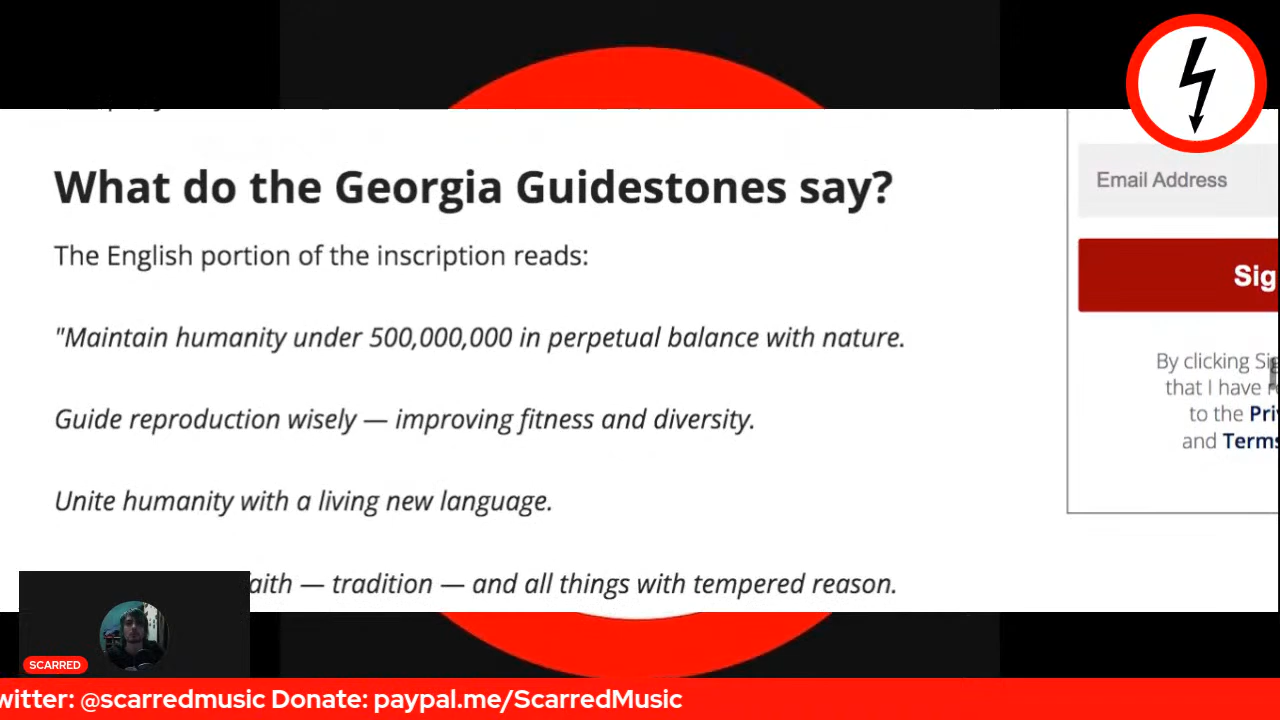 What do the Georgia Guidestones say?
The English portion of the inscription reads:
"Maintain humanity under 500,000,000 in perpetual balance with nature.
Guide reproduction wisely — improving fitness and diversity.
Unite humanity with a living new language.
aith — tradition — and all things with tempered reason.
Email Address
Sig
By clicking Sig
that I have r
to the Pri
and Terms
SCARRED
witter: @scarredmusic Donate: paypal.me/ScarredMusic